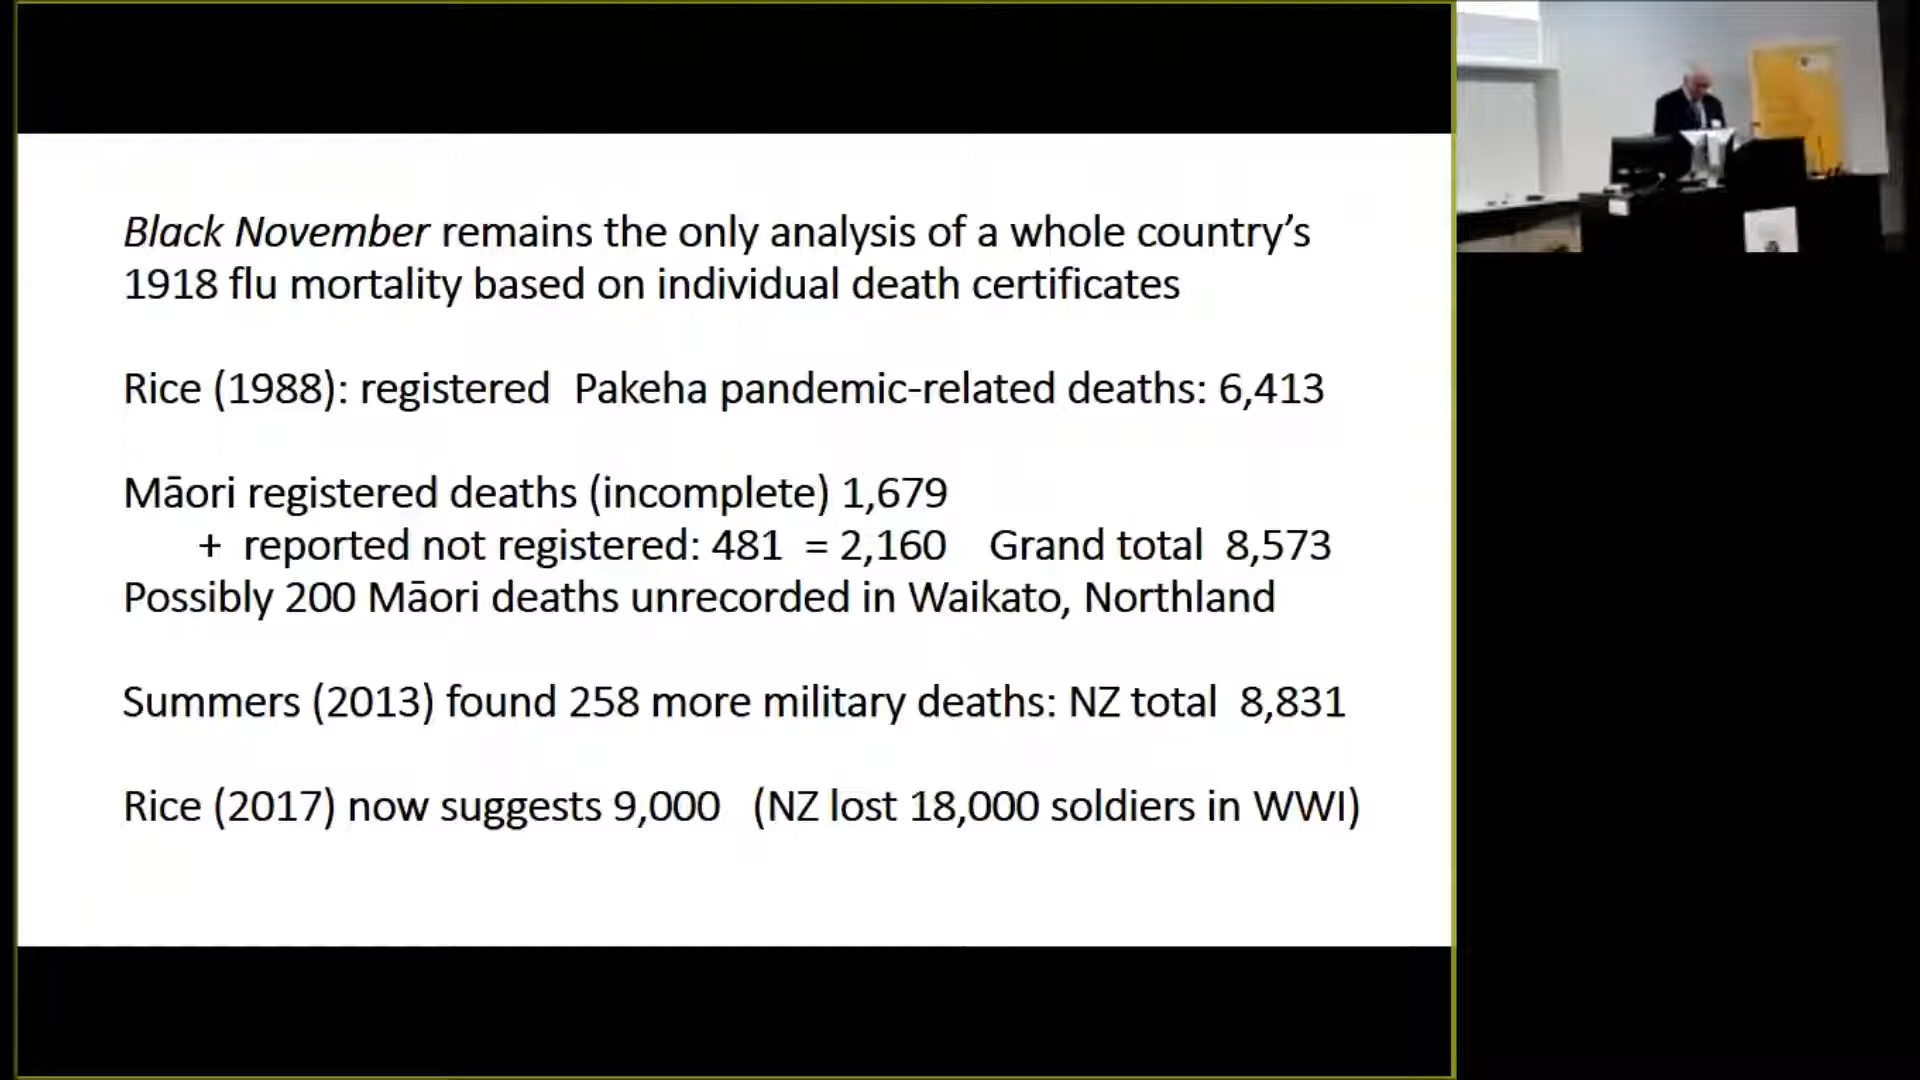 Black November remains the only analysis of a whole country's
1918 flu mortality based on individual death certificates
Rice (1988): registered Pakeha pandemic-related deaths: 6,413
Māori registered deaths (incomplete) 1,679
+ reported not registered: 481 = 2,160 Grand total 8,573
Possibly 200 Māori deaths unrecorded in Waikato, Northland
Summers (2013) found 258 more military deaths: NZ total 8,831
Rice (2017) now suggests 9,000 (NZ lost 18,000 soldiers in WWI)